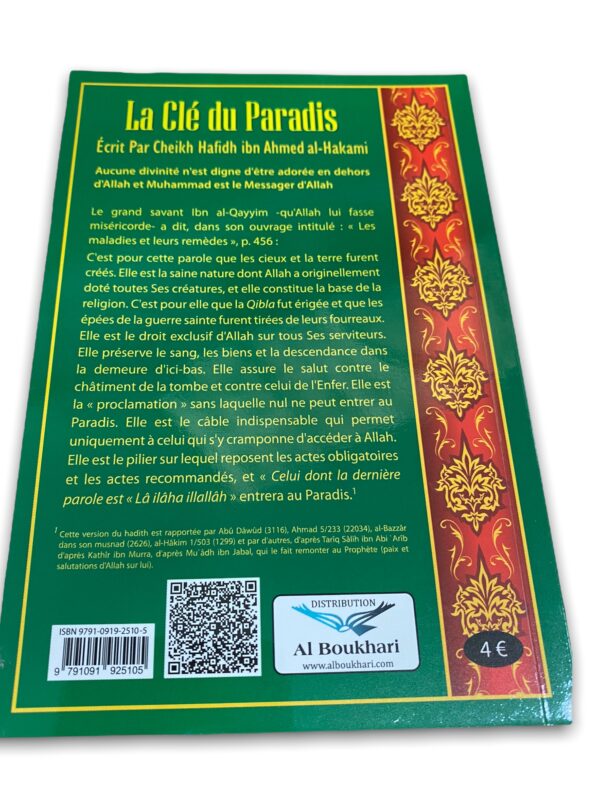 La Clé du Paradis
Écrit Par Cheikh Hafidh ibn Ahmed al-Hakami
Aucune divinité n'est digne d'être adorée en dehors
d'Allah et Muhammad est le Messager d'Allah
Le grand savant Ibn al-Qayyim -qu'Allah lui fasse
miséricorde- a dit, dans son ouvrage intitulé : « Les
maladies et leurs remèdes », p. 456 :
C'est pour cette parole que les cieux et la terre furent
créés. Elle est la saine nature dont Allah a originellement
doté toutes Ses créatures, et elle constitue la base de la
religion. C'est pour elle que la Qibla fut érigée et que les
épées de la guerre sainte furent tirées de leurs fourreaux.
Elle est le droit exclusif d'Allah sur tous Ses serviteurs.
Elle préserve le sang, les biens et la descendance dans
la demeure d'ici-bas. Elle assure le salut contre le
châtiment de la tombe et contre celui de l'Enfer. Elle est
la « proclamation » sans laquelle nul ne peut entrer au
Paradis. Elle est le câble indispensable qui permet
uniquement à celui qui s'y cramponne d'accéder à Allah.
Elle est le pilier sur lequel reposent les actes obligatoires
et les actes recommandés, et « Celui dont la dernière
parole est « Lâ ilâha illallâh » entrera au Paradis.¹
¹ Cette version du hadith est rapportée par Abû Dâwûd (3116), Ahmad 5/233 (22034), al-Bazzâr
dans son musnad (2626), al-Hâkim 1/503 (1299) et par d'autres, d'après Tarîq Sâlih ibn Abi `Arîb
d'après Kathîr ibn Murra, d'après Mu`âdh ibn Jabal, qui le fait remonter au Prophète (paix et
salutations d'Allah sur lui).
ISBN 9791-0919-2510-5
9 791091 925105
DISTRIBUTION
Al Boukhari
www.alboukhari.com
4 €